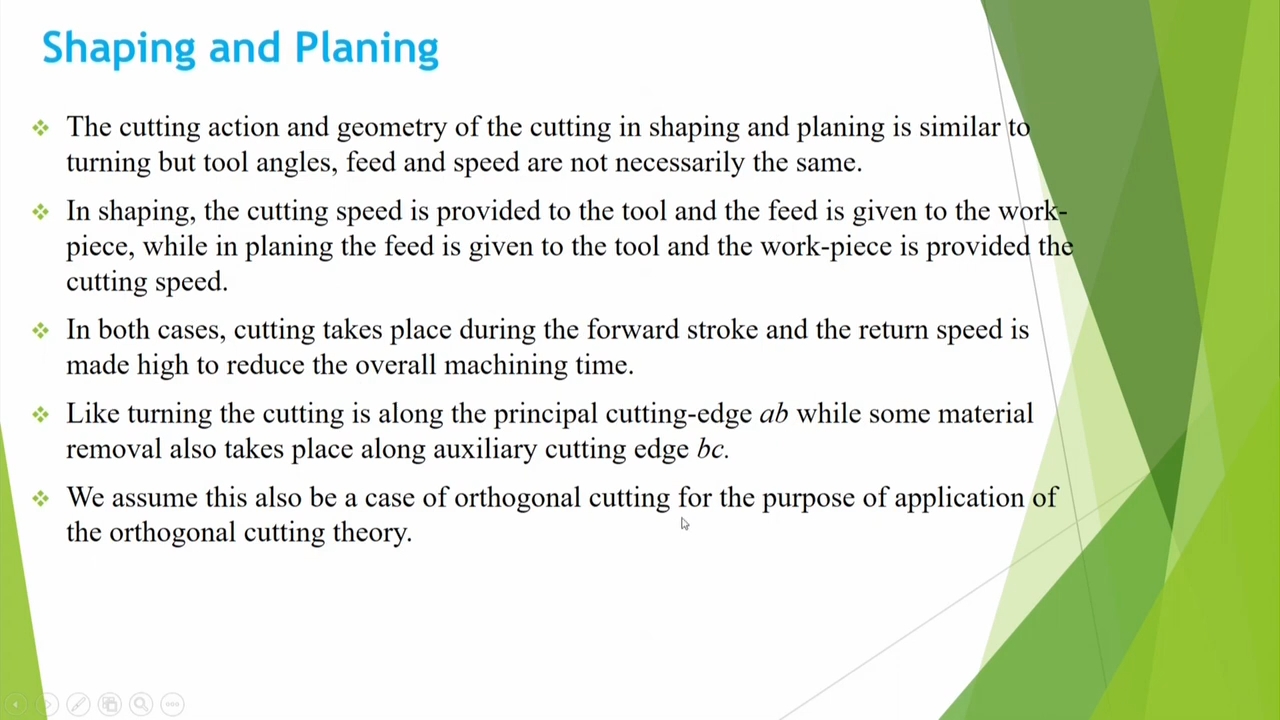 Shaping and Planing
The cutting action and geometry of the cutting in shaping and planing is similar to
turning but tool angles, feed and speed are not necessarily the same.
In shaping, the cutting speed is provided to the tool and the feed is given to the work-
piece, while in planing the feed is given to the tool and the work-piece is provided the
cutting speed.
In both cases, cutting takes place during the forward stroke and the return speed is
made high to reduce the overall machining time.
Like turning the cutting is along the principal cutting-edge ab while some material
removal also takes place along auxiliary cutting edge bc.
We assume this also be a case of orthogonal cutting for the purpose of application of
the orthogonal cutting theory.